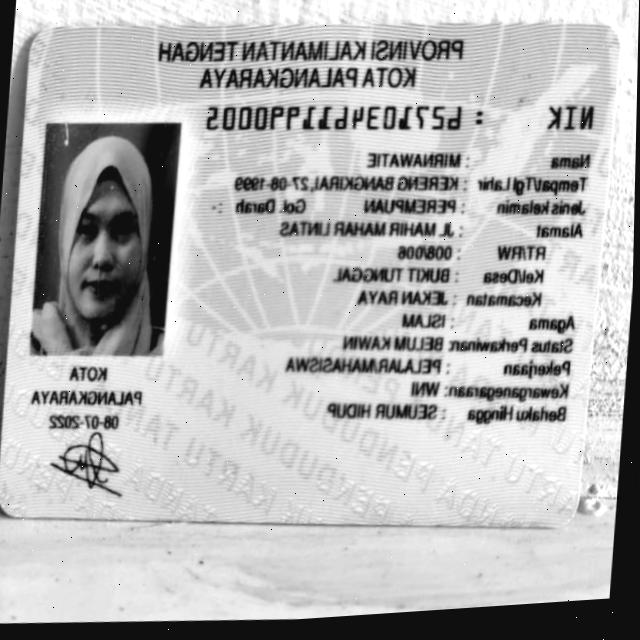 PROVINSI KALIMANTAN TENGAH
KOTA PALANGKARAYA
NIK : 6271034611990005
Nama : MIRNAWATIE
Tempat/Tgl Lahir : KERENG BANGKIRAI, 27-08-1999
Jenis kelamin : PEREMPUAN Gol. Darah : -
Alamat : JL. MAHIR MAHAR LINTAS
RT/RW : 008/006
Kel/Desa : BUKIT TUNGGAL
Kecamatan : JEKAN RAYA
Agama : ISLAM
Status Perkawinan: BELUM KAWIN
Pekerjaan : PELAJAR/MAHASISWA
Kewarganegaraan: WNI
Berlaku Hingga : SEUMUR HIDUP
KOTA
PALANGKARAYA
08-07-2022